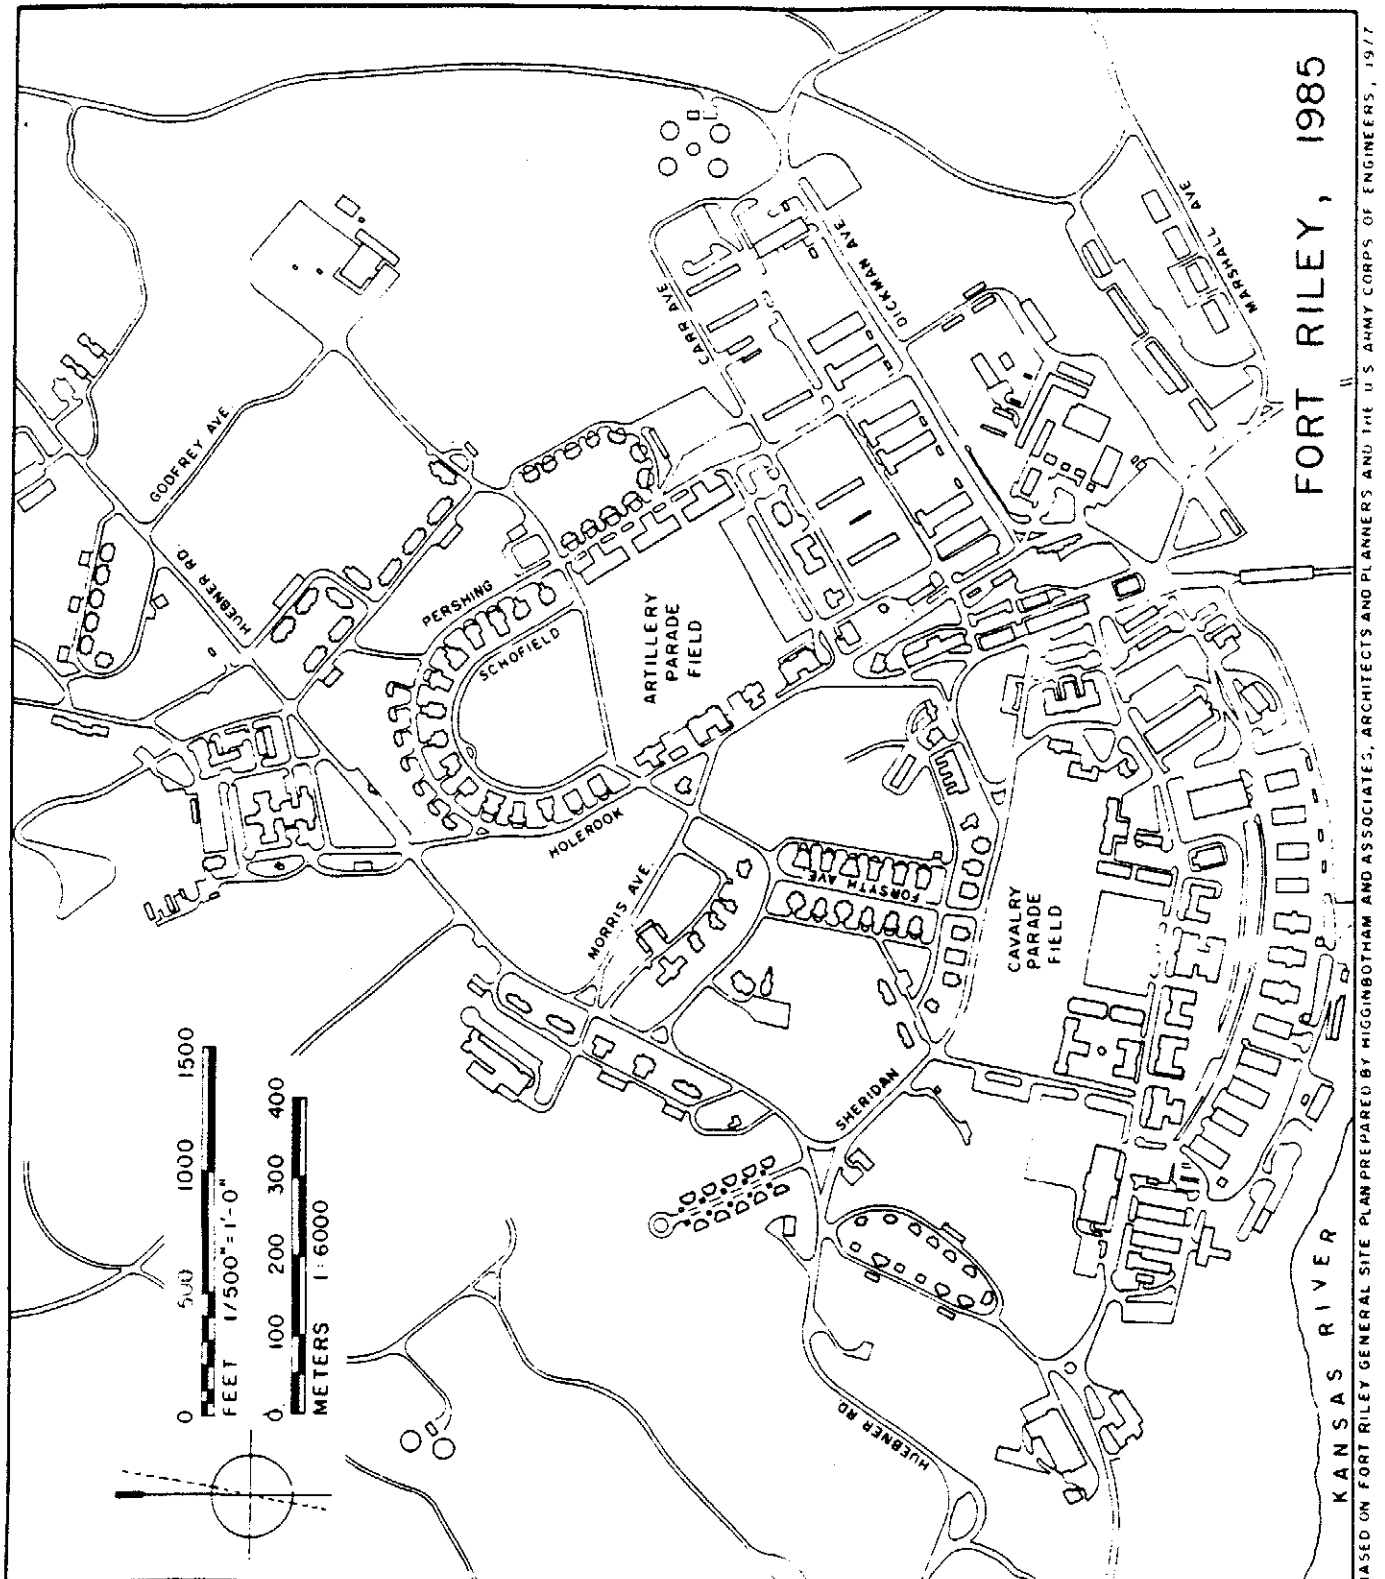 FORT RILEY, 1985
BASED ON FORT RILEY GENERAL SITE PLAN PREPARED BY HIGGINBOTHAM AND ASSOCIATES, ARCHITECTS AND PLANNERS AND THE U S ARMY CORPS OF ENGINEERS, 1977
0 500 1000 1500
FEET 1/500"=1'-0"
0 100 200 300 400
METERS 1:6000
GODFREY AVE.
HUEBNER RD.
PERSHING
SCHOFIELD
ARTILLERY
PARADE
FIELD
HOLBROOK
MORRIS AVE.
FORSYTH AVE
CARR AVE
DICKMAN AVE
MARSHALL AVE
CAVALRY
PARADE
FIELD
SHERIDAN
HUEBNER RD.
KANSAS RIVER